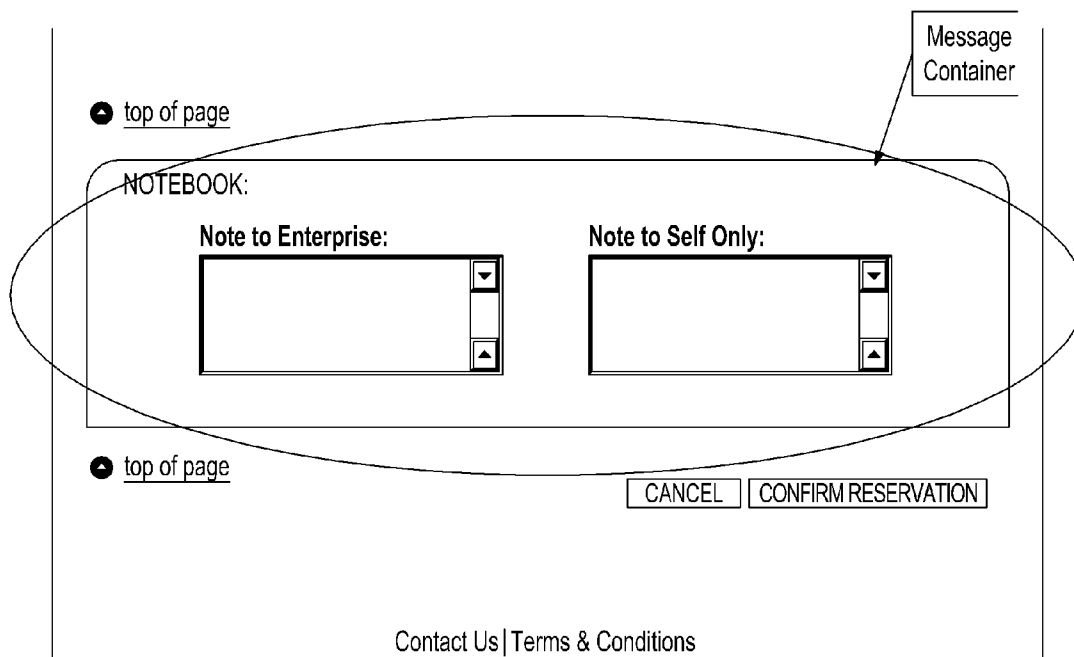 Message
Container
top of page
NOTEBOOK:
Note to Enterprise:
Note to Self Only:
top of page
CANCEL
CONFIRM RESERVATION
Contact Us | Terms & Conditions